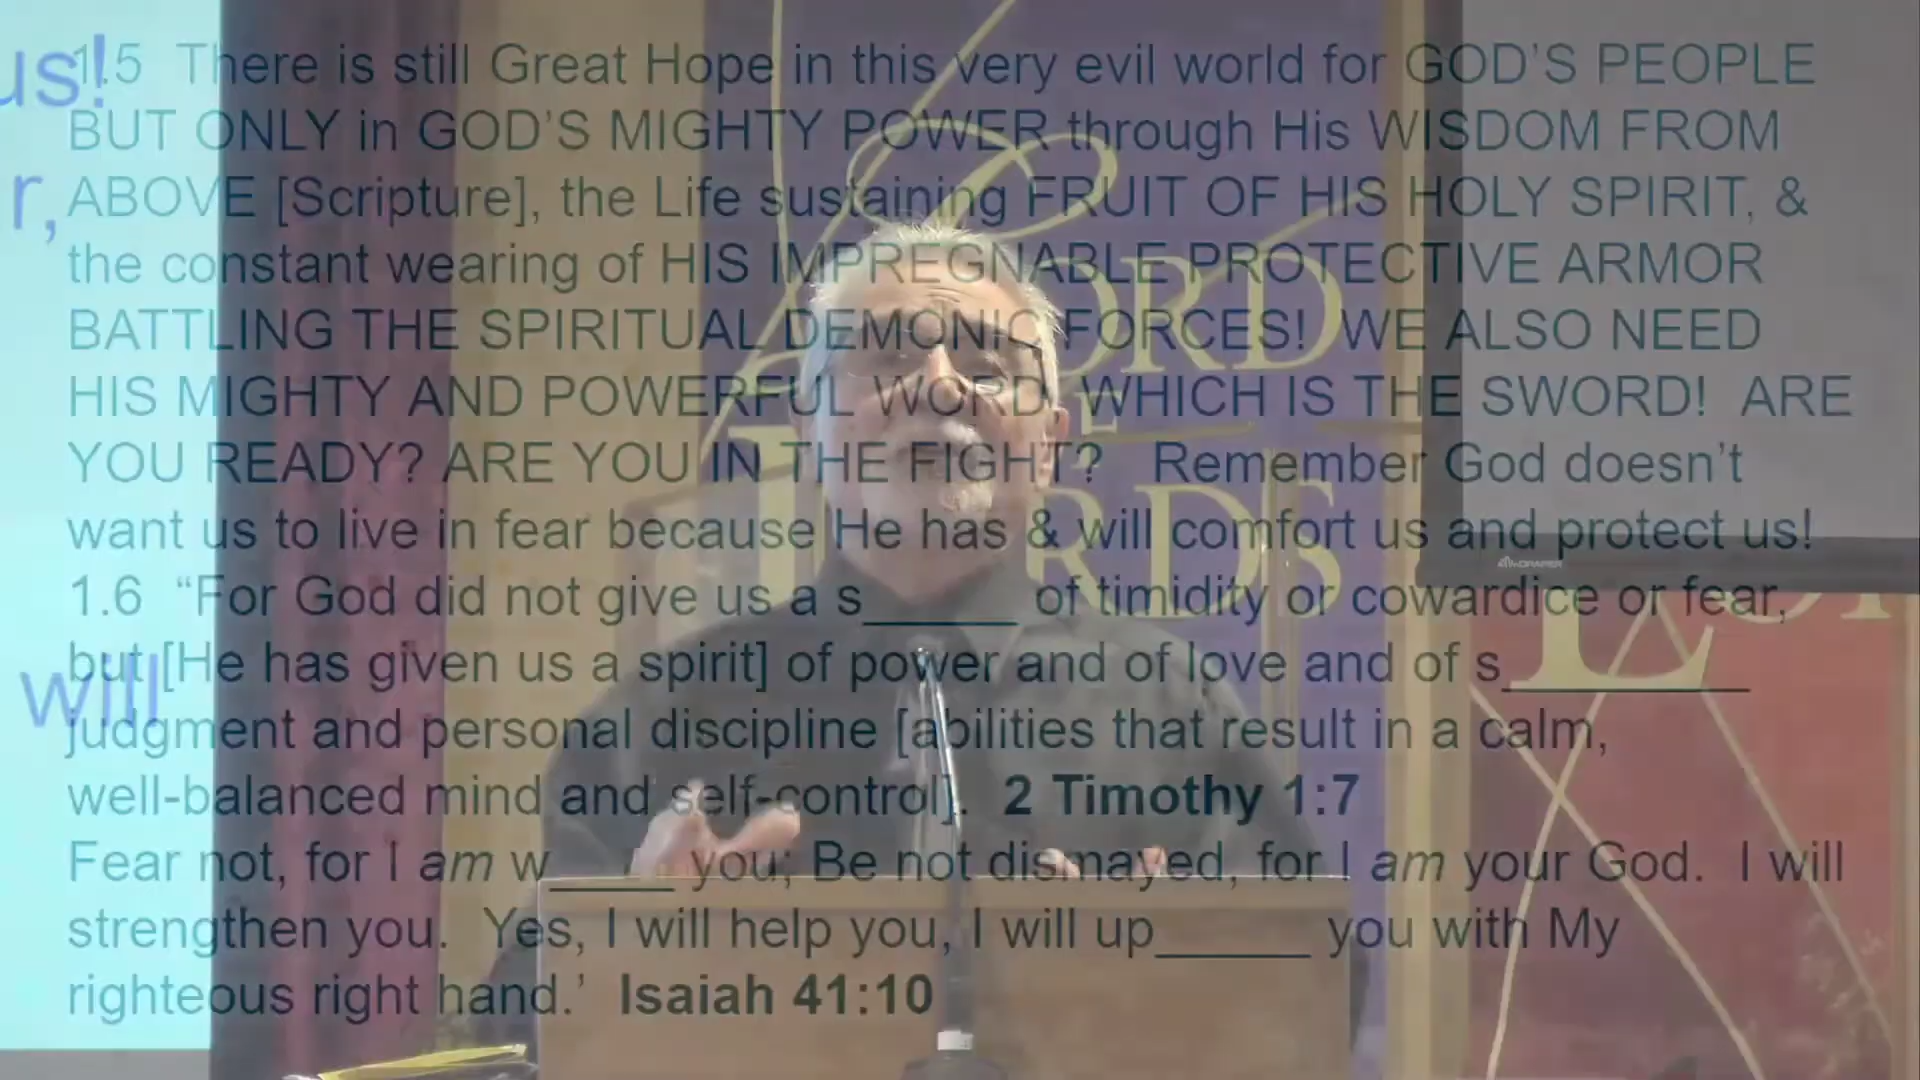 1.5 There is still Great Hope in this very evil world for GOD’S PEOPLE
BUT ONLY in GOD’S MIGHTY POWER through His WISDOM FROM
ABOVE [Scripture], the Life sustaining FRUIT OF HIS HOLY SPIRIT, &
the constant wearing of HIS IMPREGNABLE PROTECTIVE ARMOR
BATTLING THE SPIRITUAL DEMONIC FORCES! WE ALSO NEED
HIS MIGHTY AND POWERFUL WORD, WHICH IS THE SWORD! ARE
YOU READY? ARE YOU IN THE FIGHT? Remember God doesn’t
want us to live in fear because He has & will comfort us and protect us!
1.6 “For God did not give us a s_____ of timidity or cowardice or fear,
but [He has given us a spirit] of power and of love and of s________
judgment and personal discipline [abilities that result in a calm,
well-balanced mind and self-control]. 2 Timothy 1:7
Fear not, for I am w____ you; Be not dismayed, for I am your God. I will
strengthen you. Yes, I will help you, I will up_____ you with My
righteous right hand.’ Isaiah 41:10
us!
r,
will
LORD
LORDS
DRAPER